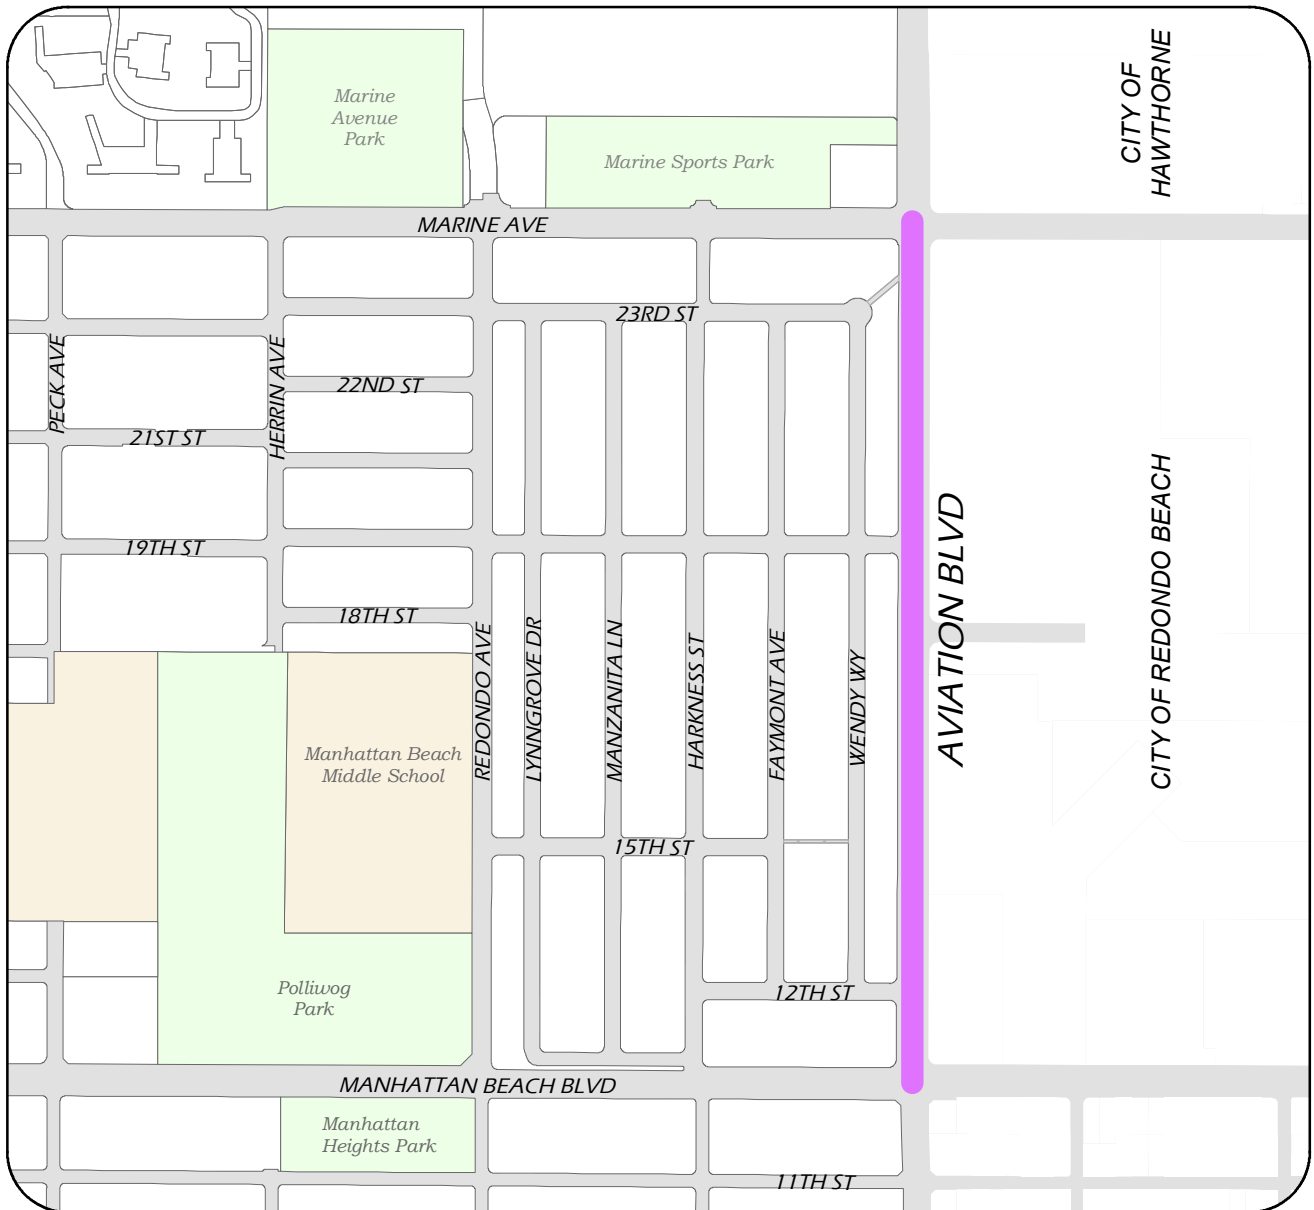 CITY OF
HAWTHORNE
Marine
Avenue
Park
Marine Sports Park
MARINE AVE
23RD ST
PECK AVE
HERRIN AVE
22ND ST
21ST ST
19TH ST
18TH ST
REDONDO AVE
LYNNGROVE DR
MANZANITA LN
HARKNESS ST
FAYMONT AVE
WENDY WY
AVIATION BLVD
CITY OF REDONDO BEACH
Manhattan Beach
Middle School
15TH ST
Polliwog
Park
12TH ST
MANHATTAN BEACH BLVD
Manhattan
Heights Park
11TH ST